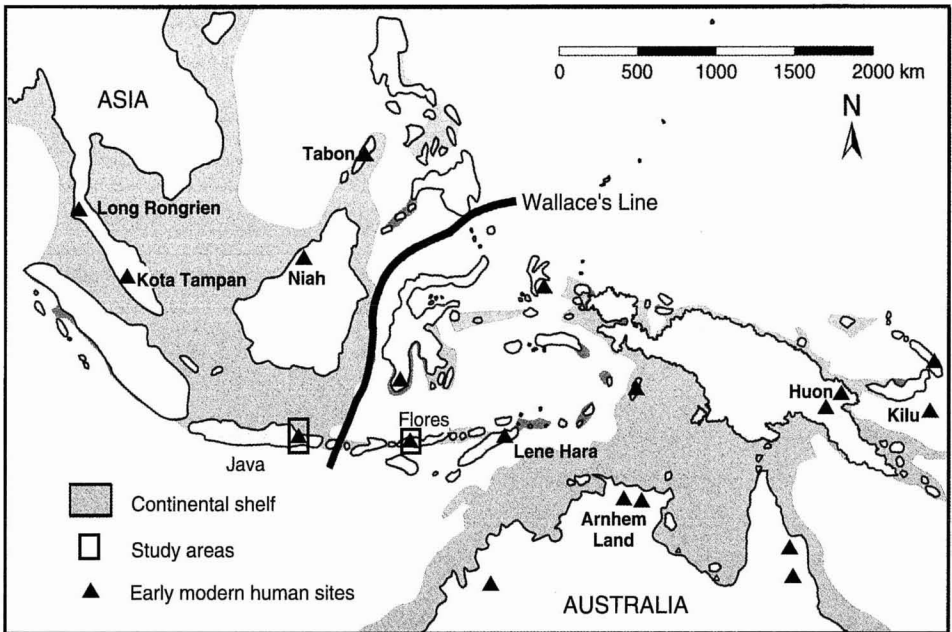 0 500 1000 1500 2000 km
ASIA
N
Tabon
Wallace's Line
Long Rongrien
Kota Tampan
Niah
Huon
Kilu
Flores
Java
Lene Hara
Continental shelf
Arnhem
Land
Study areas
Early modern human sites
AUSTRALIA